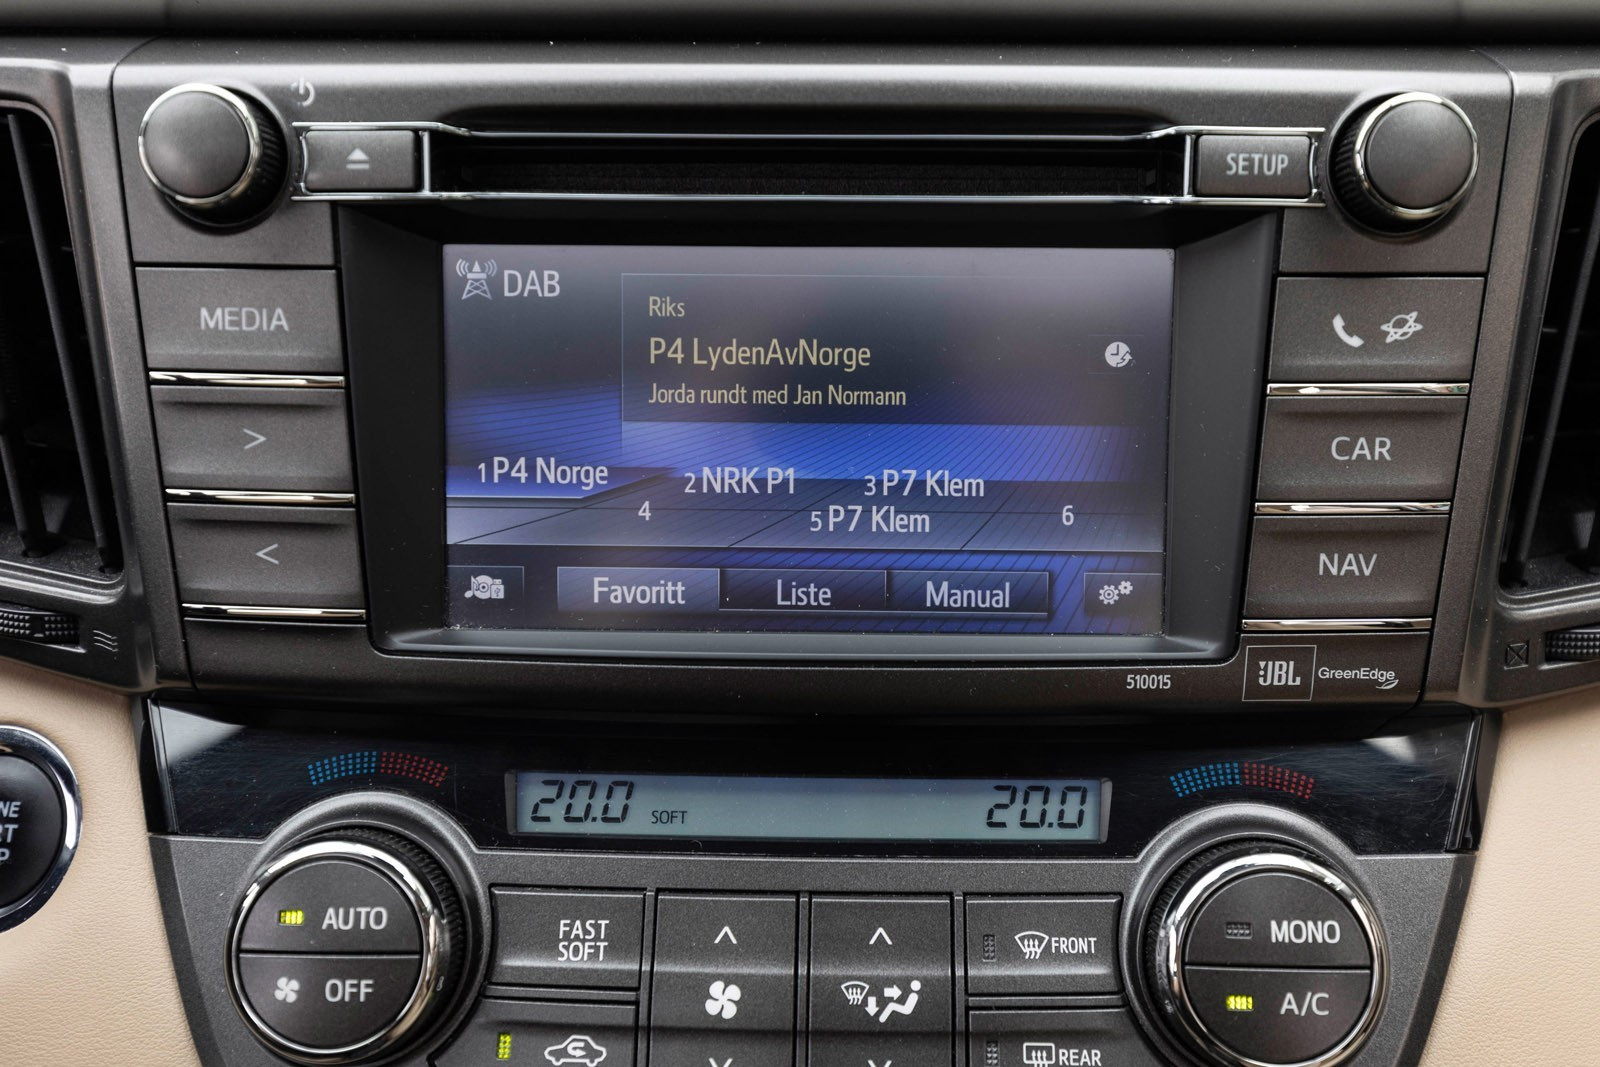 SETUP
MEDIA
DAB
Riks
P4 LydenAvNorge
Jorda rundt med Jan Normann
>
<
CAR
NAV
1 P4 Norge
2 NRK P1
3 P7 Klem
4
5 P7 Klem
6
Favoritt
Liste
Manual
510015
JBL
GreenEdge
20.0
SOFT
20.0
AUTO
OFF
FAST
SOFT
FRONT
REAR
MONO
A/C